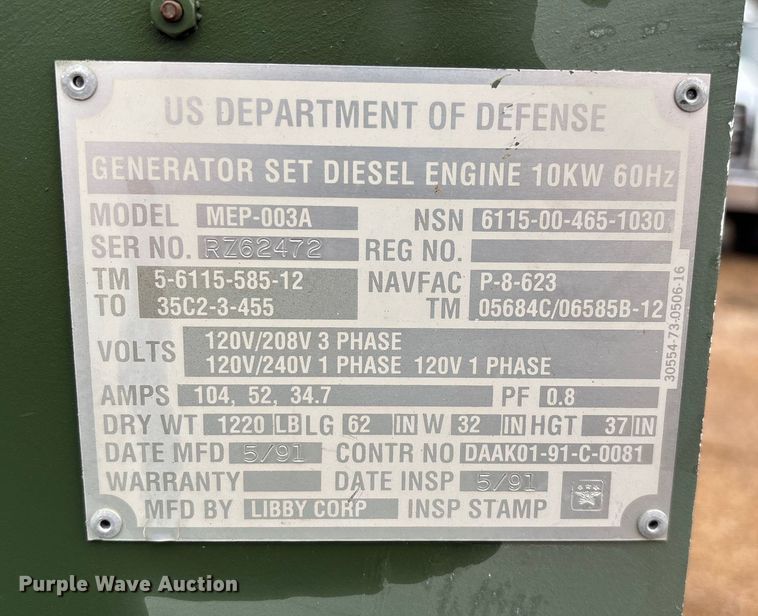 US DEPARTMENT OF DEFENSE
GENERATOR SET DIESEL ENGINE 10KW 60Hz
MODEL MEP-003A NSN 6115-00-465-1030
SER NO. RZ62472 REG NO.
TM 5-6115-585-12 NAVFAC P-8-623
TO 35C2-3-455 TM 05684C/06585B-12
VOLTS 120V/208V 3 PHASE
120V/240V 1 PHASE 120V 1 PHASE
AMPS 104, 52, 34.7 PF 0.8
DRY WT 1220 LB LG 62 IN W 32 IN HGT 37 IN
DATE MFD 5/91 CONTR NO DAAK01-91-C-0081
WARRANTY DATE INSP 5/91
MFD BY LIBBY CORP INSP STAMP
30554-73-0506-16
Purple Wave Auction